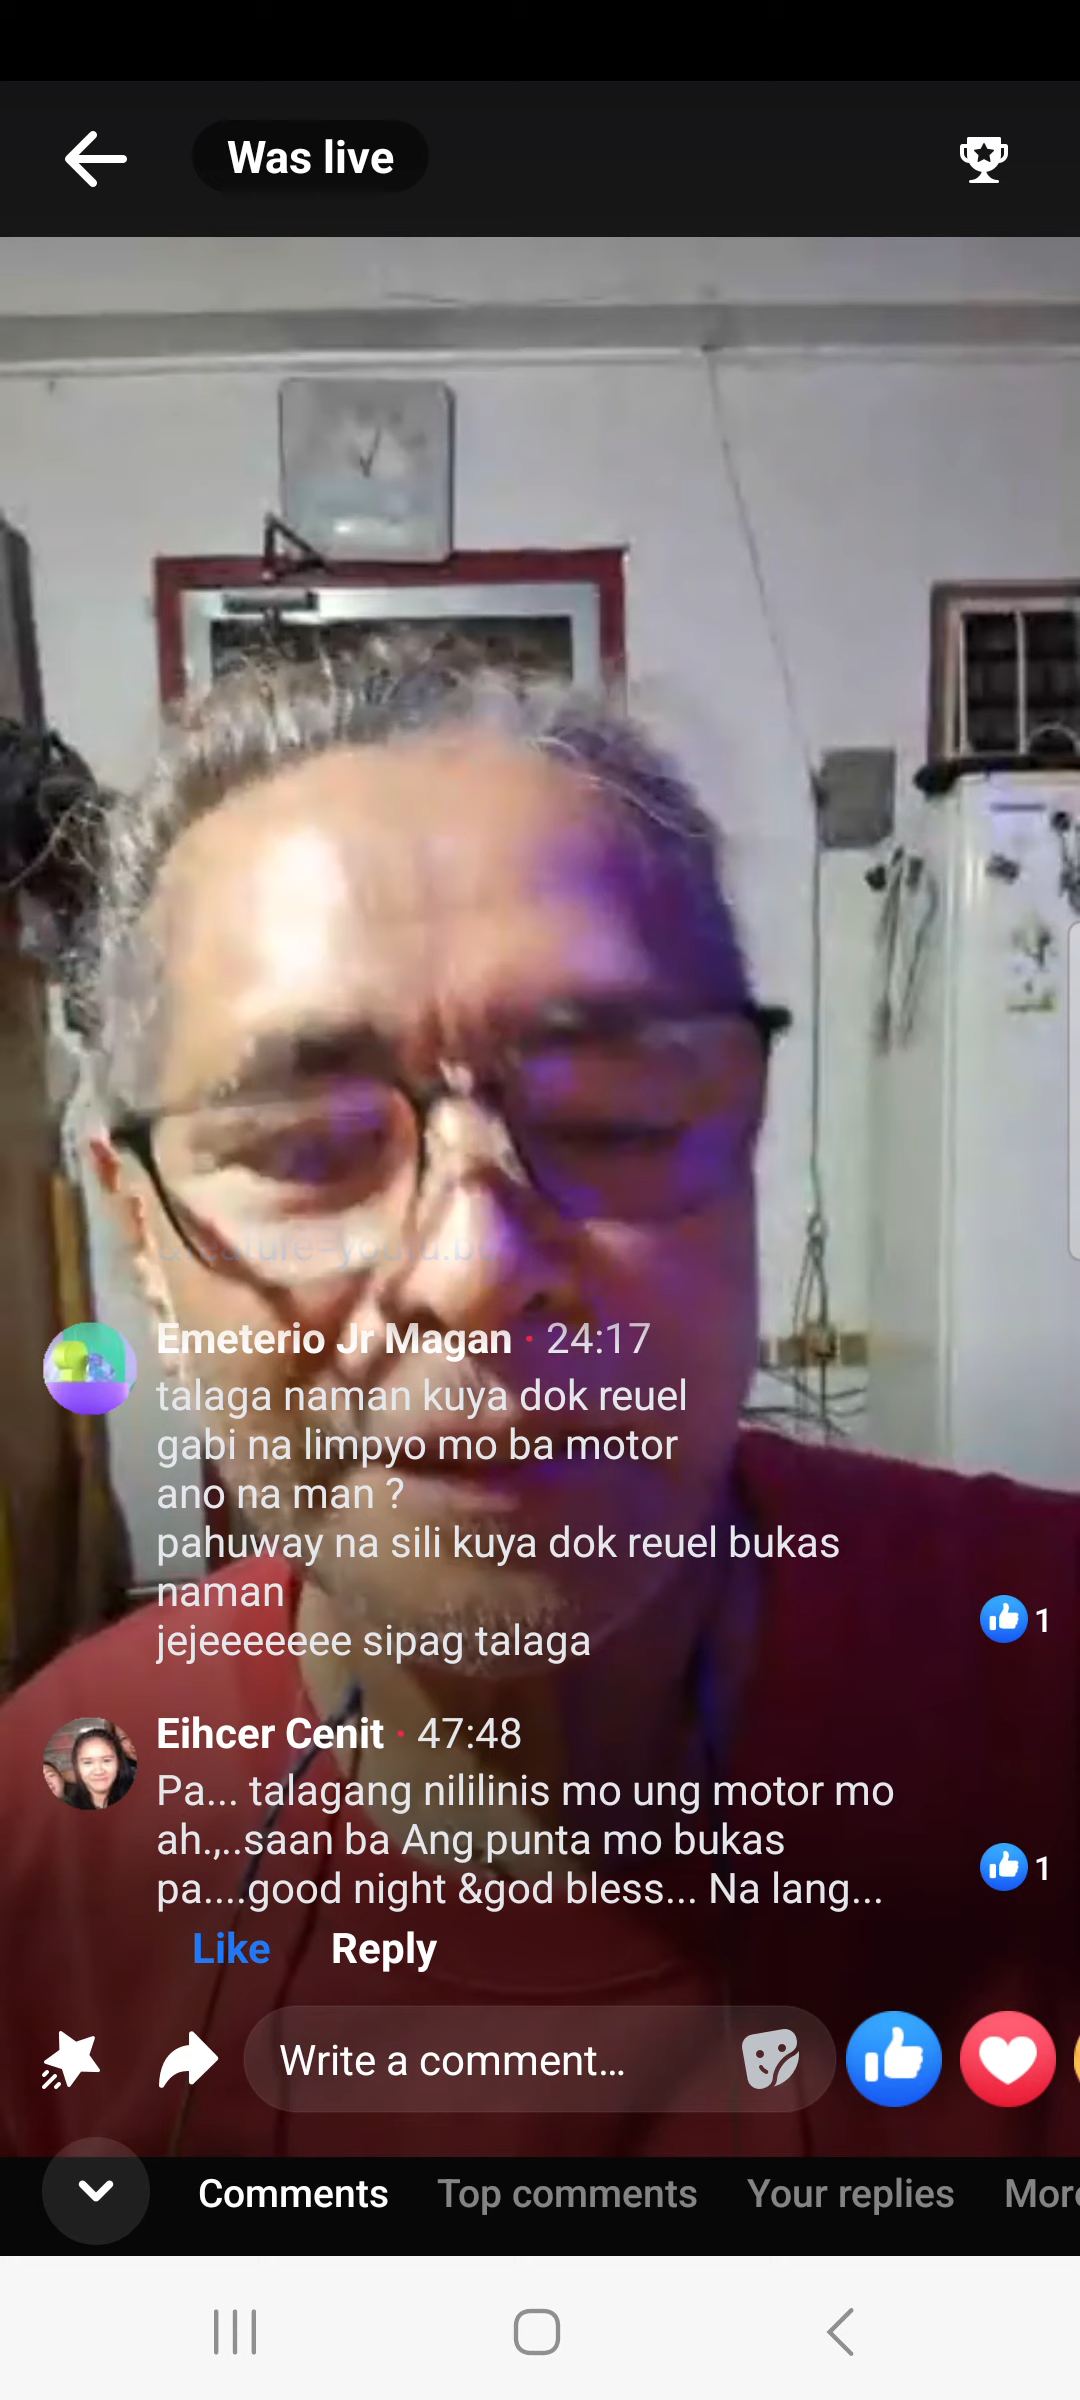 Was live
Emeterio Jr Magan · 24:17
talaga naman kuya dok reuel
gabi na limpyo mo ba motor
ano na man ?
pahuway na sili kuya dok reuel bukas
naman
jejeeeeeee sipag talaga
1
Eihcer Cenit · 47:48
Pa... talagang nililinis mo ung motor mo
ah.,..saan ba Ang punta mo bukas
pa....good night &god bless... Na lang...
1
Like Reply
Write a comment...
Comments Top comments Your replies More